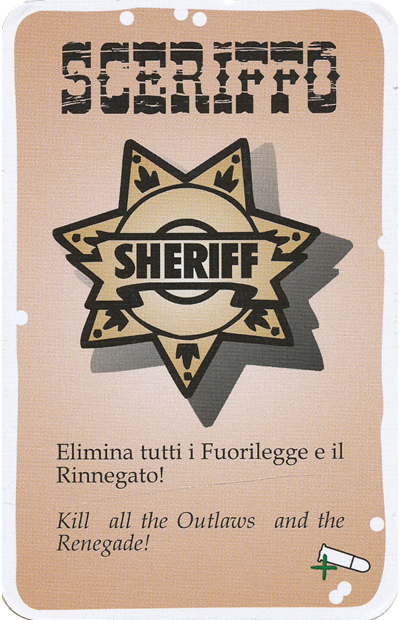 SCERIFFO
SHERIFF
Elimina tutti i Fuorilegge e il
Rinnegato!
Kill all the Outlaws and the
Renegade!